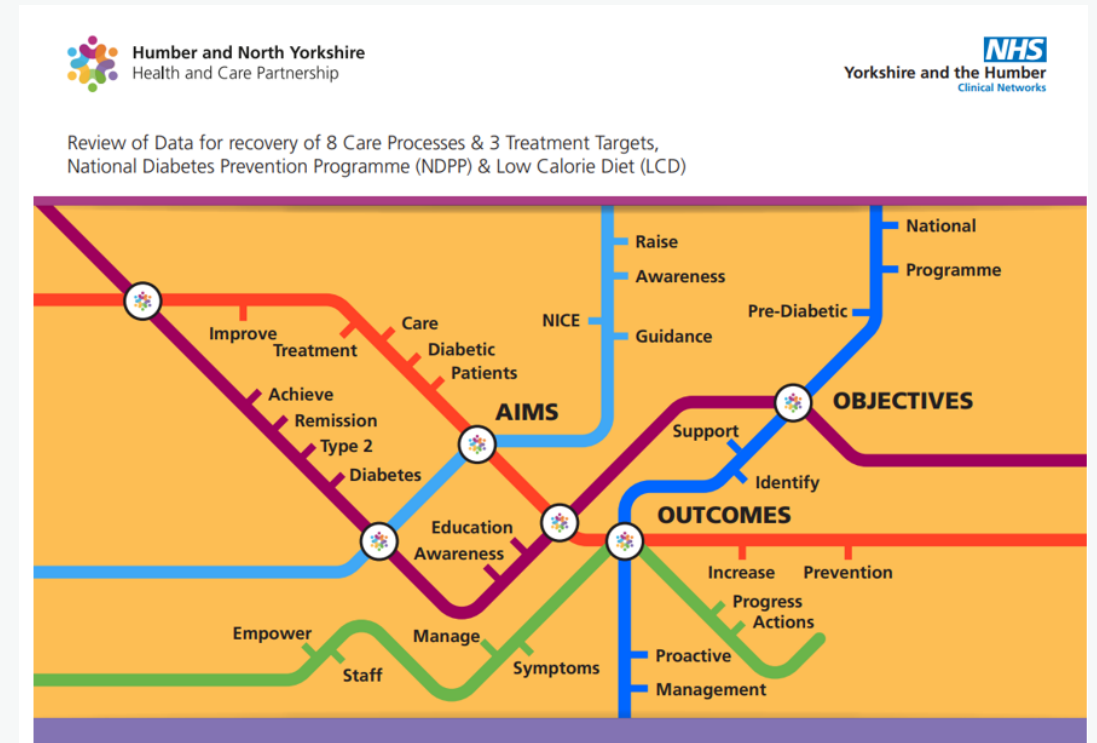 Humber and North Yorkshire
Health and Care Partnership
NHS
Yorkshire and the Humber
Clinical Networks
Review of Data for recovery of 8 Care Processes & 3 Treatment Targets,
National Diabetes Prevention Programme (NDPP) & Low Calorie Diet (LCD)
Improve
Treatment
Care
Diabetic
Patients
Achieve
Remission
Type 2
Diabetes
AIMS
Raise
Awareness
NICE
Guidance
National
Programme
Pre-Diabetic
OBJECTIVES
Support
Identify
Education
Awareness
OUTCOMES
Increase
Prevention
Progress
Actions
Empower
Staff
Manage
Symptoms
Proactive
Management